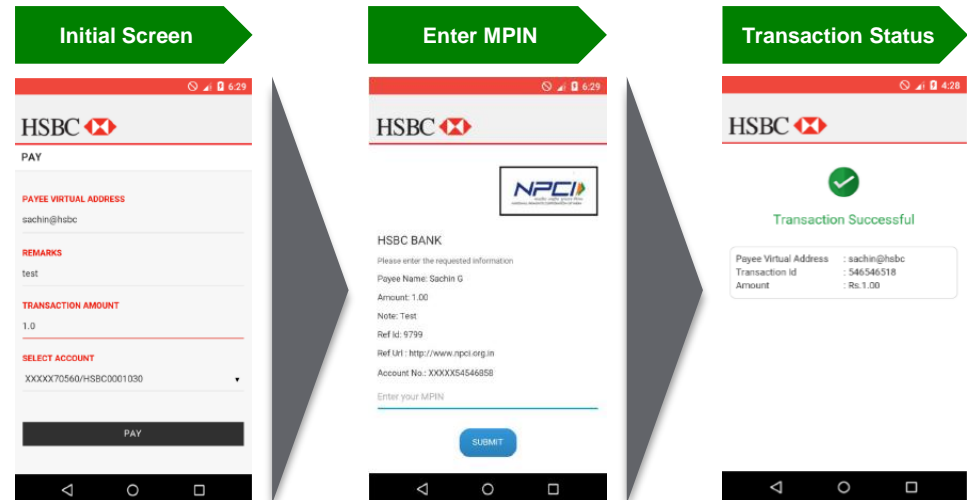 Initial Screen
6:29
HSBC
PAY
PAYEE VIRTUAL ADDRESS
sachin@hsbc
REMARKS
test
TRANSACTION AMOUNT
1.0
SELECT ACCOUNT
XXXXX70560/HSBC0001030
PAY
Enter MPIN
6:29
HSBC
NPCI
HSBC BANK
Please enter the requested information
Payee Name: Sachin G
Amount: 1.00
Note: Test
Ref Id: 9799
Ref Url : http://www.npci.org.in
Account No.: XXXXX54546858
Enter your MPIN
SUBMIT
Transaction Status
4:28
HSBC
Transaction Successful
Payee Virtual Address : sachin@hsbc
Transaction Id : 546546518
Amount : Rs.1.00